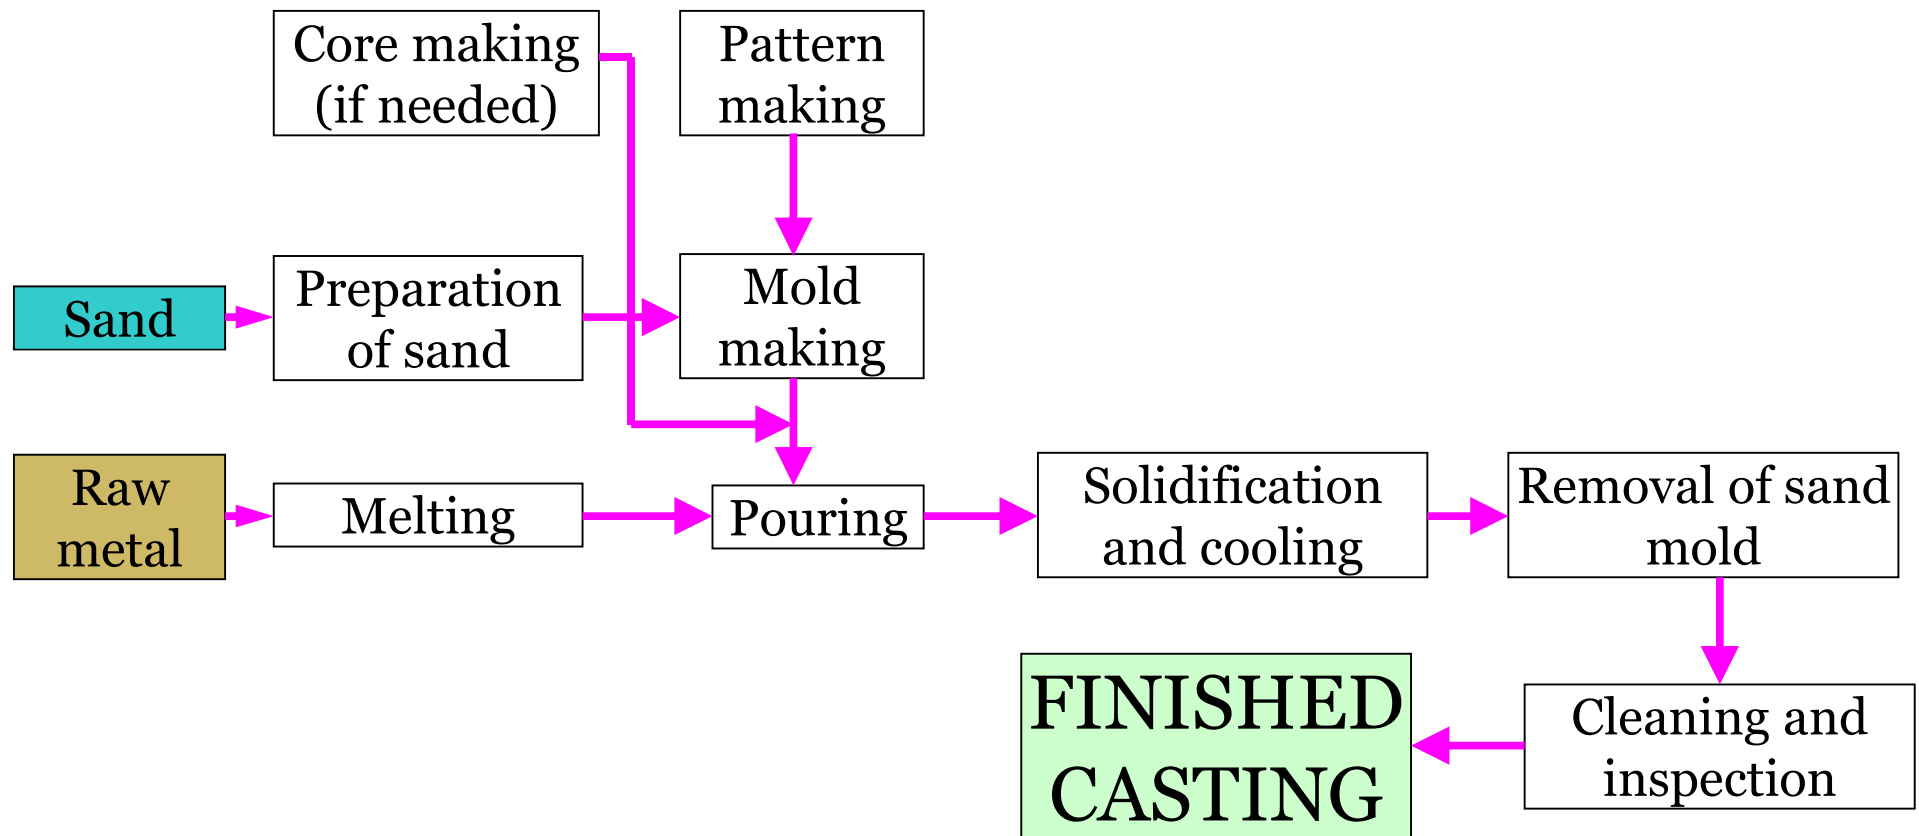 Core making
(if needed)
Pattern
making
Sand
Preparation
of sand
Mold
making
Raw
metal
Melting
Pouring
Solidification
and cooling
Removal of sand
mold
FINISHED
CASTING
Cleaning and
inspection